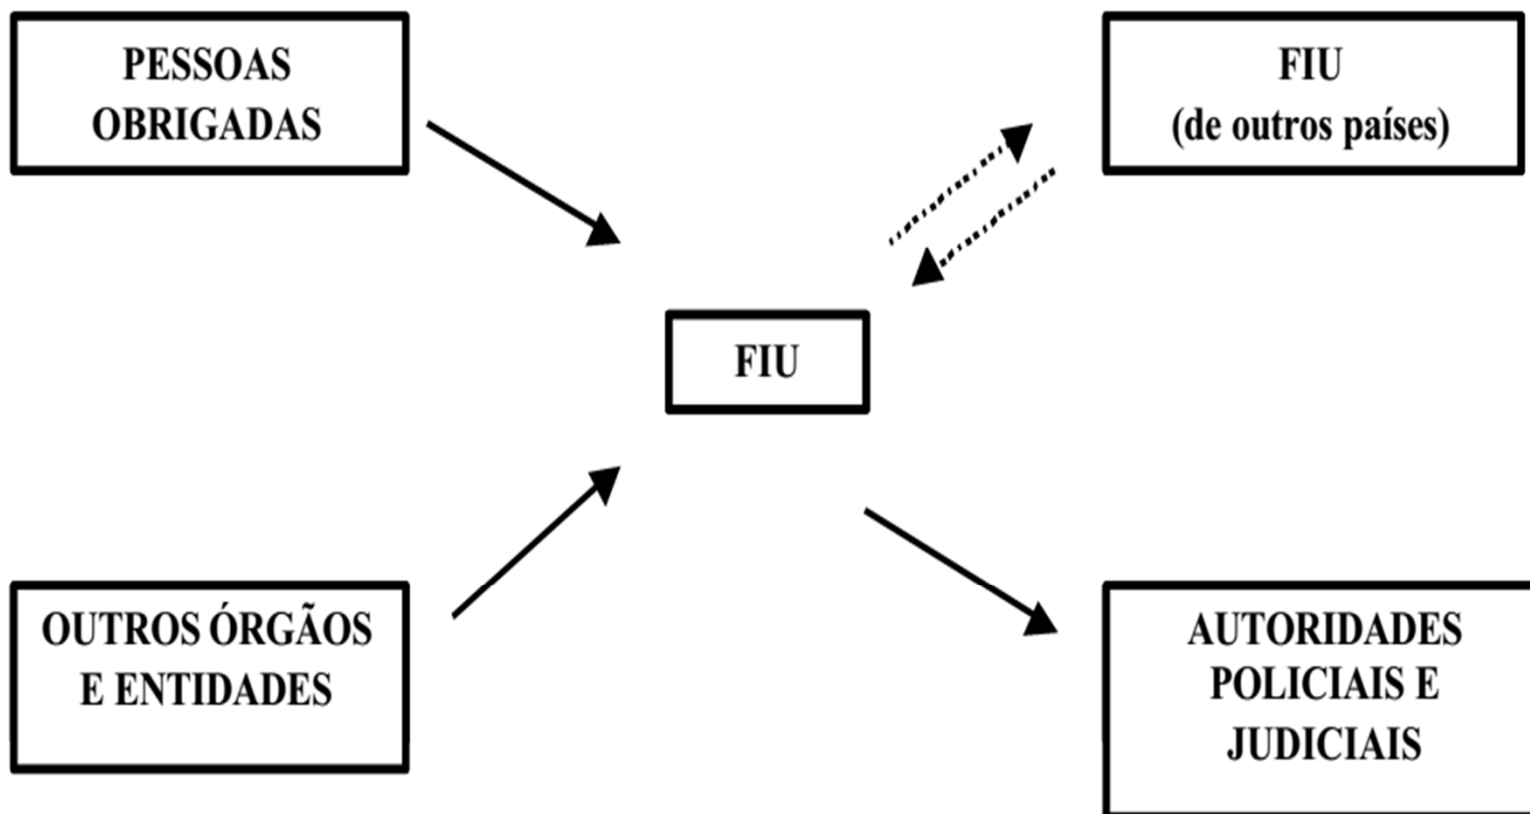 PESSOAS
OBRIGADAS
FIU
(de outros países)
FIU
OUTROS ÓRGÃOS
E ENTIDADES
AUTORIDADES
POLICIAIS E
JUDICIAIS